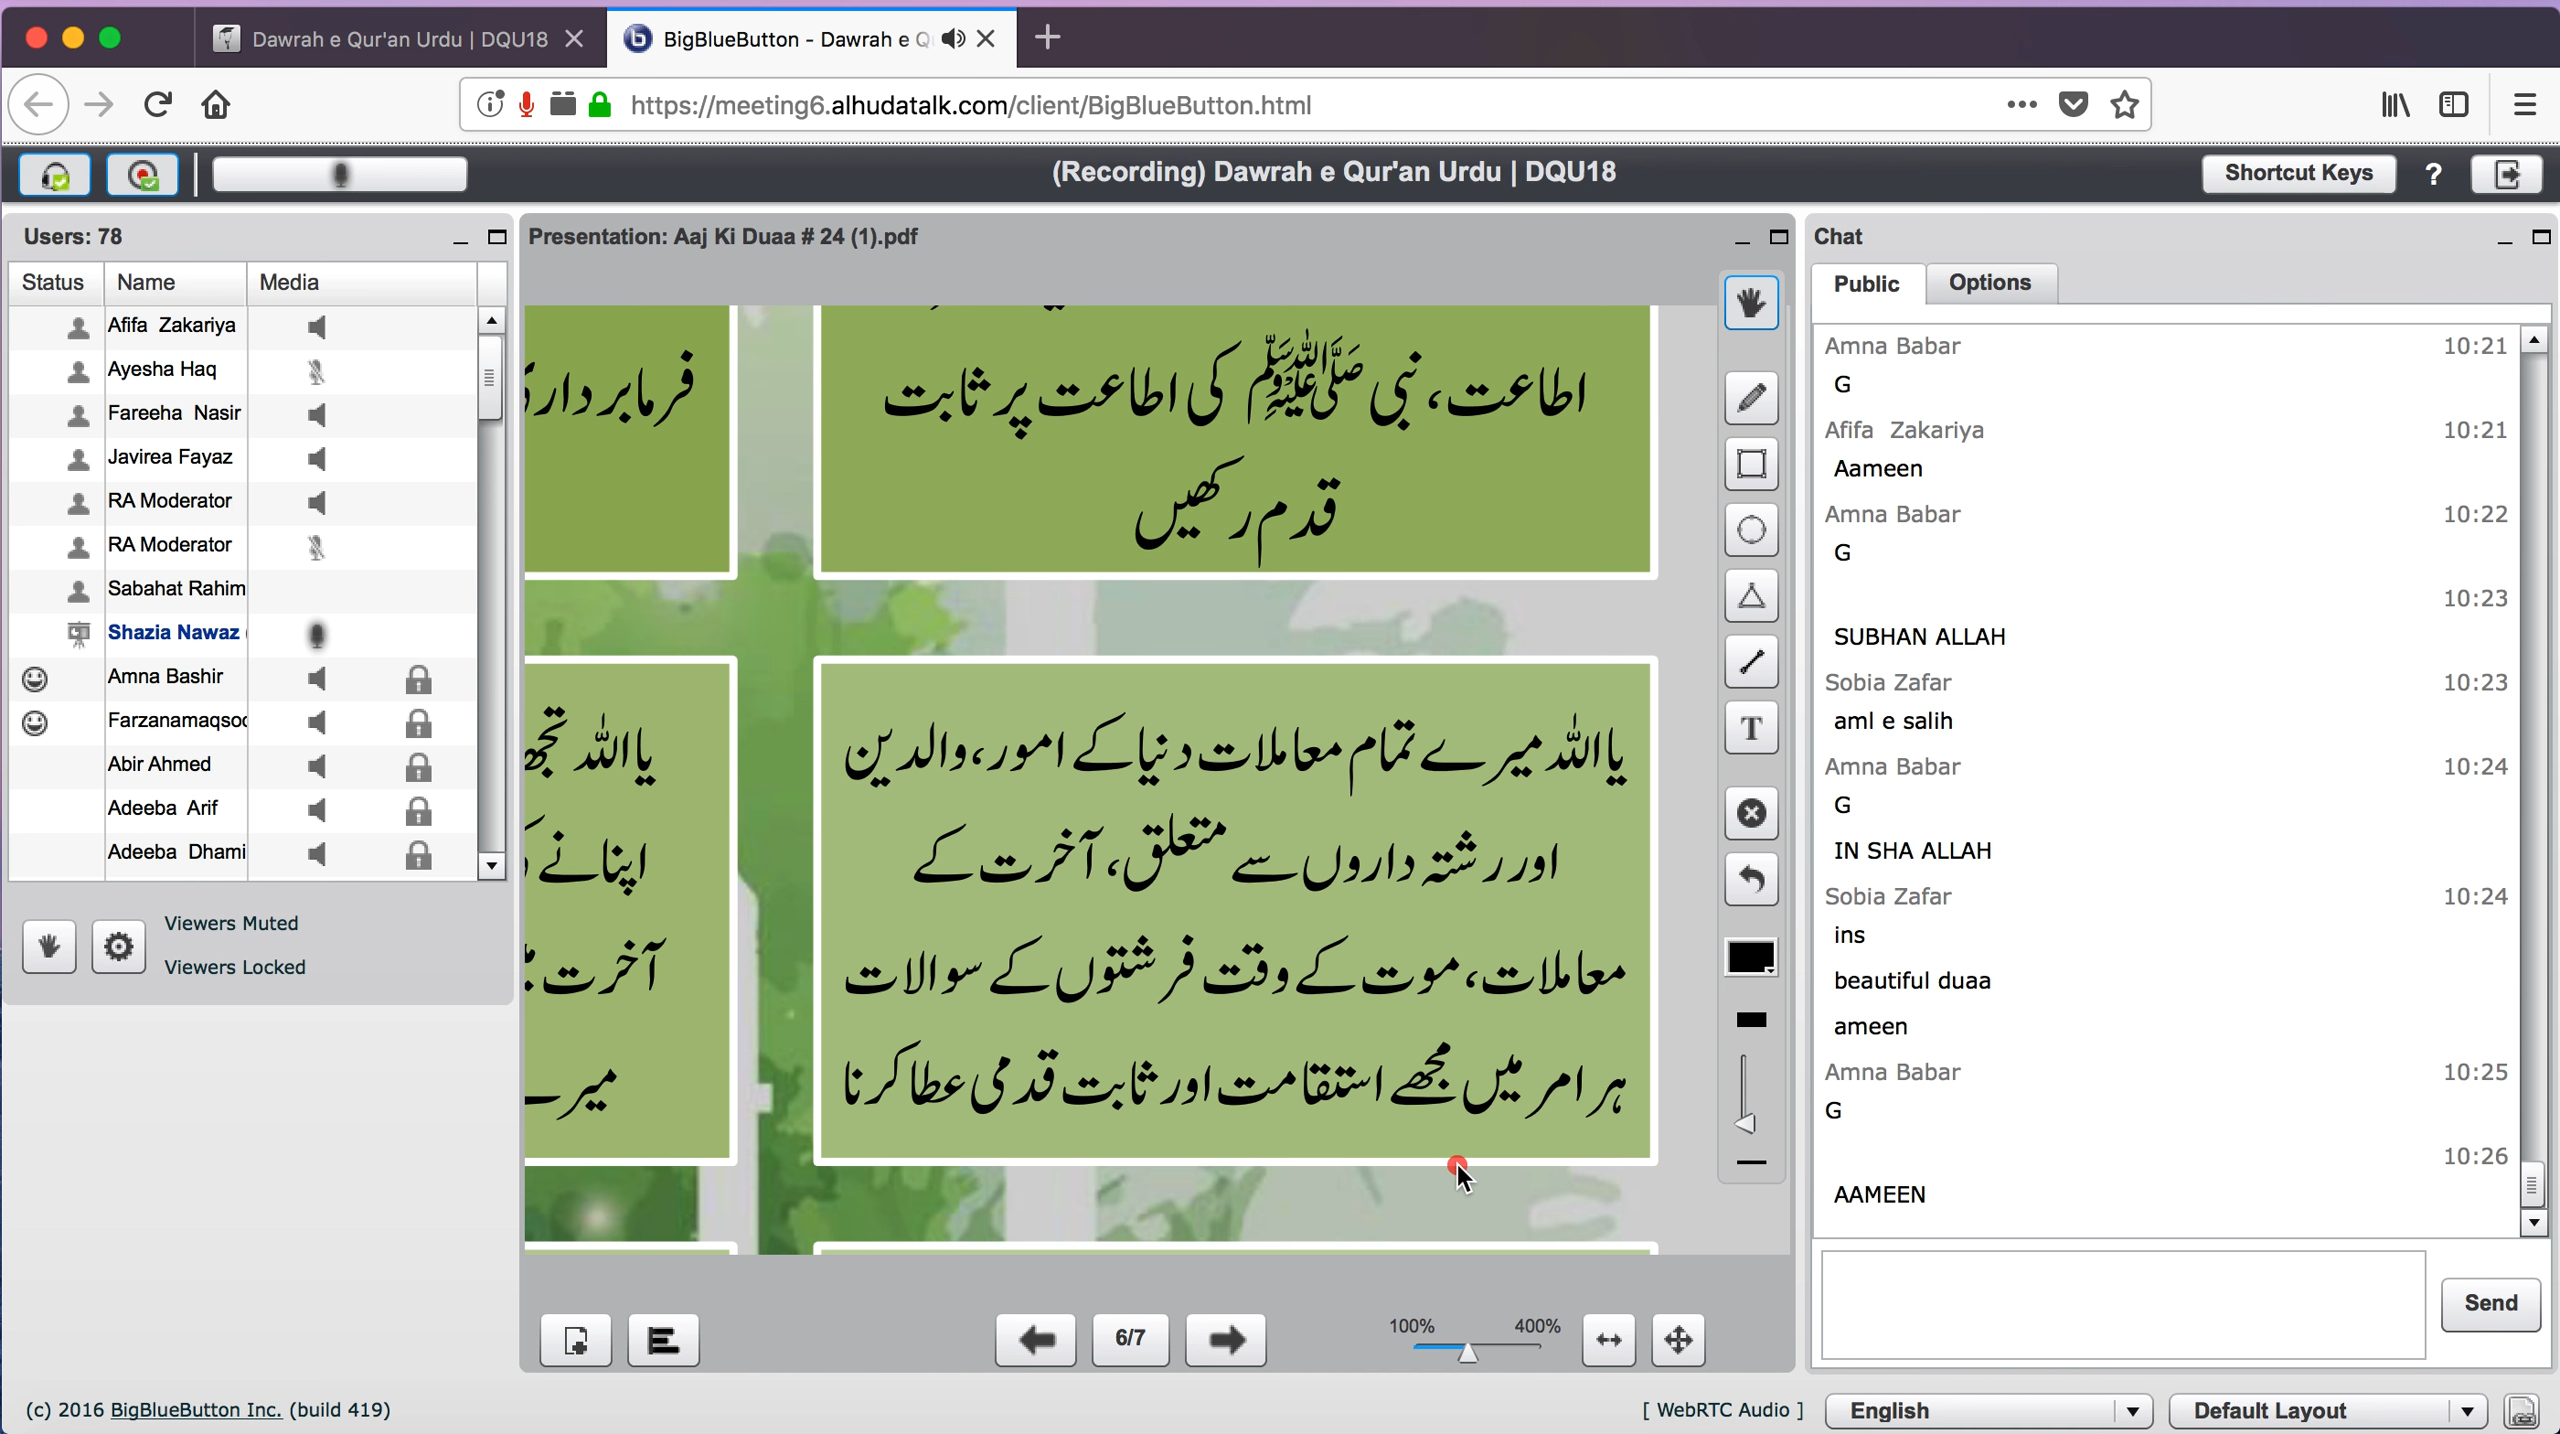 Dawrah e Qur'an Urdu | DQU18
BigBlueButton - Dawrah e Q
https://meeting6.alhudatalk.com/client/BigBlueButton.html
(Recording) Dawrah e Qur'an Urdu | DQU18
Shortcut Keys
?
Users: 78
Status Name Media
Afifa Zakariya
Ayesha Haq
Fareeha Nasir
Javirea Fayaz
RA Moderator
RA Moderator
Sabahat Rahim
Shazia Nawaz
Amna Bashir
Farzanamaqsoo
Abir Ahmed
Adeeba Arif
Adeeba Dhami
Viewers Muted
Viewers Locked
Presentation: Aaj Ki Duaa # 24 (1).pdf
اطاعت، نبی ﷺ کی اطاعت پر ثابت
قدم رکھیں
فرمابرداری
یا اللہ میرے تمام معاملات دنیا کے امور، والدین
اور رشتہ داروں سے متعلق، آخرت کے
معاملات، موت کے وقت فرشتوں کے سوالات
ہر امر میں مجھے استقامت اور ثابت قدمی عطا کرنا
یا اللہ تجھ
اپنانے
آخرت
میرے
T
6/7
100% 400%
Chat
Public Options
Amna Babar 10:21
G
Afifa Zakariya 10:21
Aameen
Amna Babar 10:22
G
10:23
SUBHAN ALLAH
Sobia Zafar 10:23
aml e salih
Amna Babar 10:24
G
IN SHA ALLAH
Sobia Zafar 10:24
ins
beautiful duaa
ameen
Amna Babar 10:25
G
10:26
AAMEEN
Send
(c) 2016 BigBlueButton Inc. (build 419)
[ WebRTC Audio ]
English
Default Layout